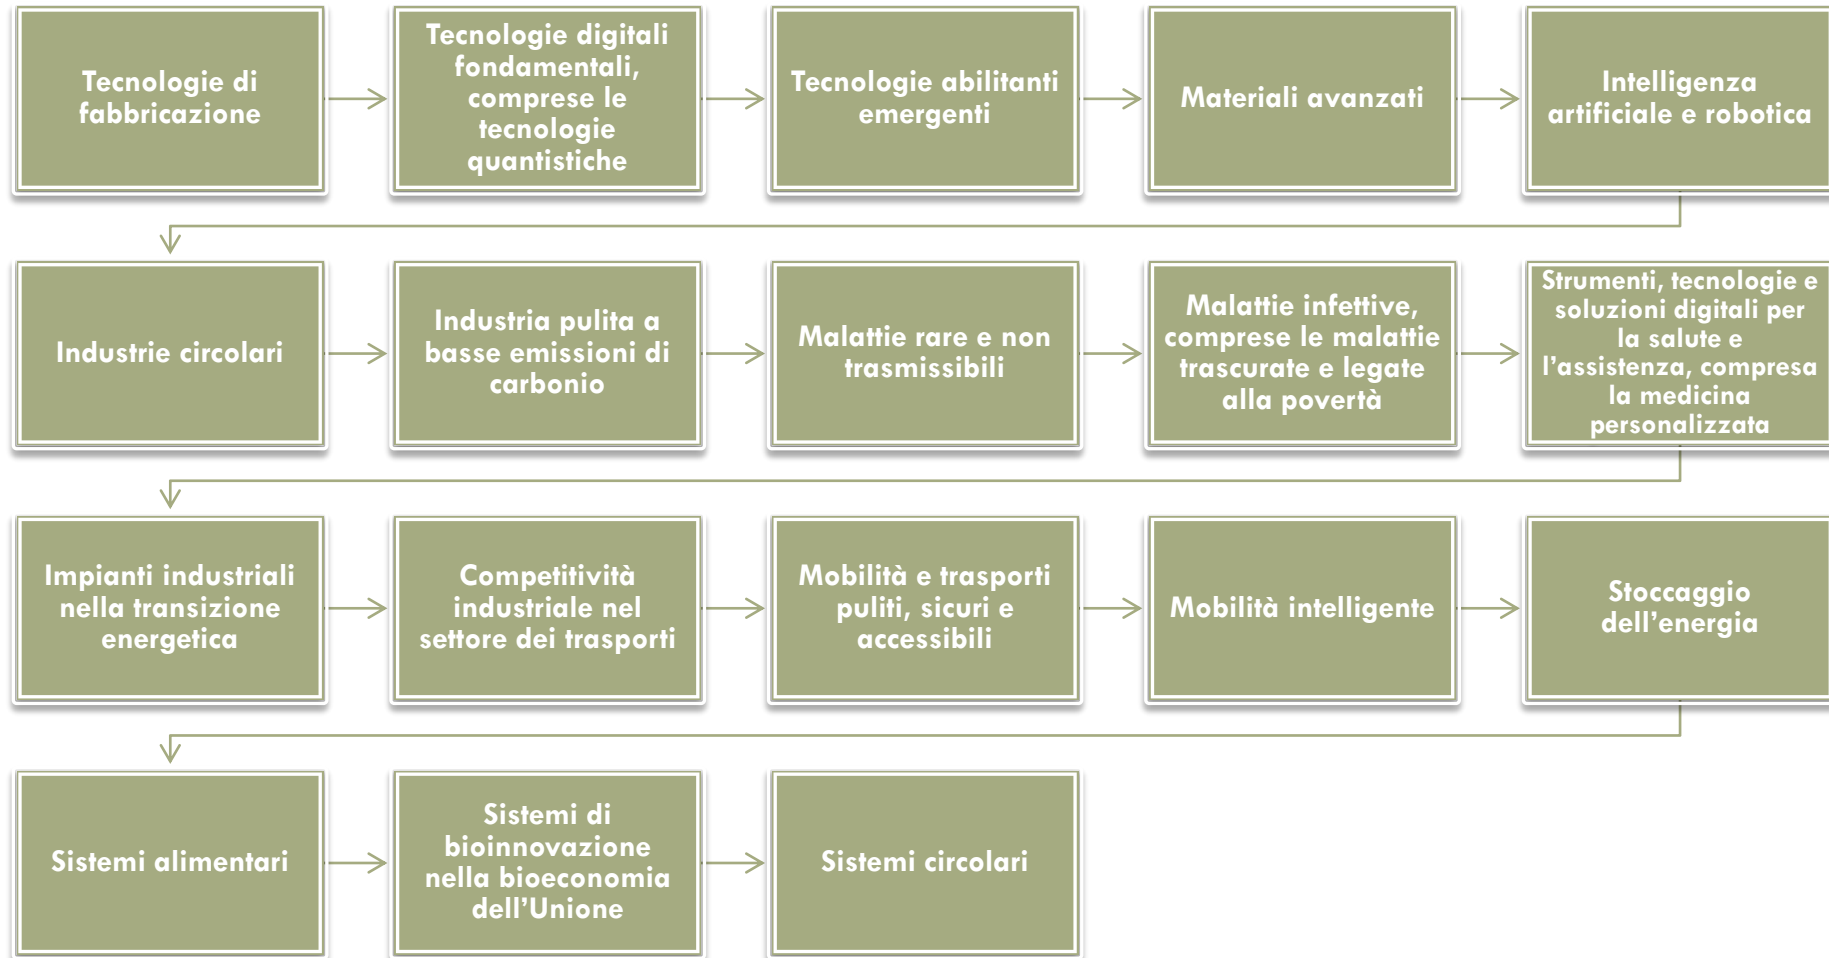 Tecnologie di
fabbricazione
Tecnologie digitali
fondamentali,
comprese le
tecnologie
quantistiche
Tecnologie abilitanti
emergenti
Materiali avanzati
Intelligenza
artificiale e robotica
Industrie circolari
Industria pulita a
basse emissioni di
carbonio
Malattie rare e non
trasmissibili
Malattie infettive,
comprese le malattie
trascurate e legate
alla povertà
Strumenti, tecnologie e
soluzioni digitali per
la salute e
l'assistenza, compresa
la medicina
personalizzata
Impianti industriali
nella transizione
energetica
Competitività
industriale nel
settore dei trasporti
Mobilità e trasporti
puliti, sicuri e
accessibili
Mobilità intelligente
Stoccaggio
dell'energia
Sistemi alimentari
Sistemi di
bioinnovazione
nella bioeconomia
dell'Unione
Sistemi circolari